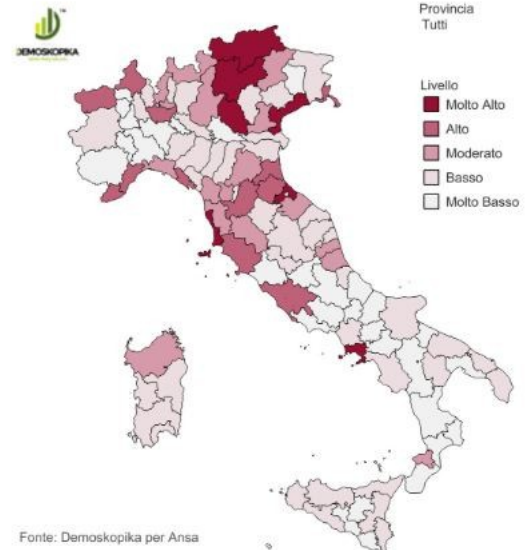 Provincia
Tutti
DEMOSKOPIKA
Livello
Molto Alto
Alto
Moderato
Basso
Molto Basso
Fonte: Demoskopika per Ansa